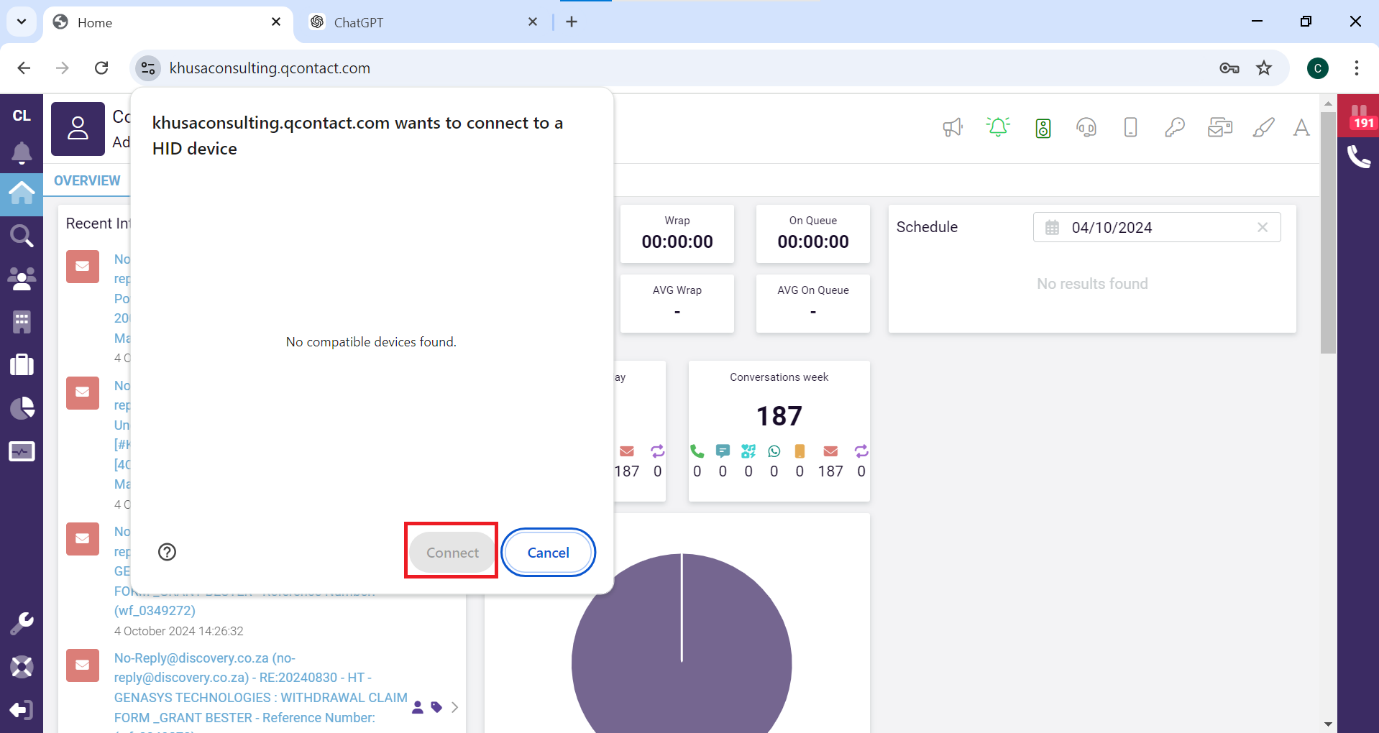 Home
ChatGPT
khusaconsulting.qcontact.com
C
CL
Co
Ad
191
khusaconsulting.qcontact.com wants to connect to a
HID device
No compatible devices found.
Connect
Cancel
OVERVIEW
Recent Int
No
rep
Po
20
Ma
4 O
No
rep
Un
[#K
[40
Ma
4 O
No
rep
GE
FORM _GRANT BESTER - Reference Number:
(wf_0349272)
4 October 2024 14:26:32
No-Reply@discovery.co.za (no-
reply@discovery.co.za) - RE:20240830 - HT -
GENASYS TECHNOLOGIES : WITHDRAWAL CLAIM
FORM _GRANT BESTER - Reference Number:
Wrap
00:00:00
On Queue
00:00:00
AVG Wrap
-
AVG On Queue
-
Schedule
04/10/2024
No results found
ay
187 0
Conversations week
187
0 0 0 0 0 187 0